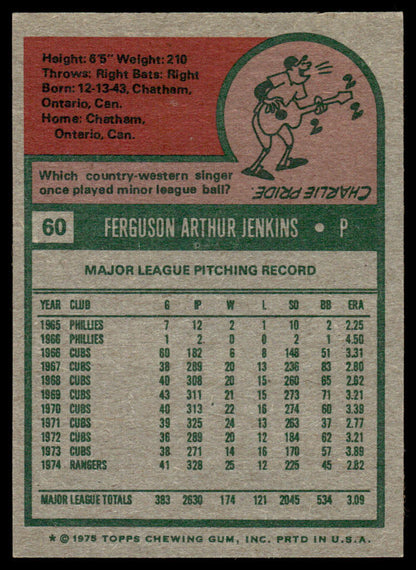 Height: 6'5" Weight: 210
Throws: Right Bats: Right
Born: 12-13-43, Chatham,
Ontario, Can.
Home: Chatham,
Ontario, Can.
Which country-western singer
once played minor league ball?
CHARLIE PRIDE.
60 FERGUSON ARTHUR JENKINS • P
MAJOR LEAGUE PITCHING RECORD
YEAR CLUB G IP W L SO BB ERA
1965 PHILLIES 7 12 2 1 10 2 2.25
1966 PHILLIES 1 2 0 0 2 1 4.50
1966 CUBS 60 182 6 8 148 51 3.31
1967 CUBS 38 289 20 13 236 83 2.80
1968 CUBS 40 308 20 15 260 65 2.62
1969 CUBS 43 311 21 15 273 71 3.21
1970 CUBS 40 313 22 16 274 60 3.38
1971 CUBS 39 325 24 13 263 37 2.77
1972 CUBS 36 289 20 12 184 62 3.21
1973 CUBS 38 271 14 16 170 57 3.89
1974 RANGERS 41 328 25 12 225 45 2.82
MAJOR LEAGUE TOTALS 383 2630 174 121 2045 534 3.09
* © 1975 TOPPS CHEWING GUM, INC. PRTD IN U.S.A.